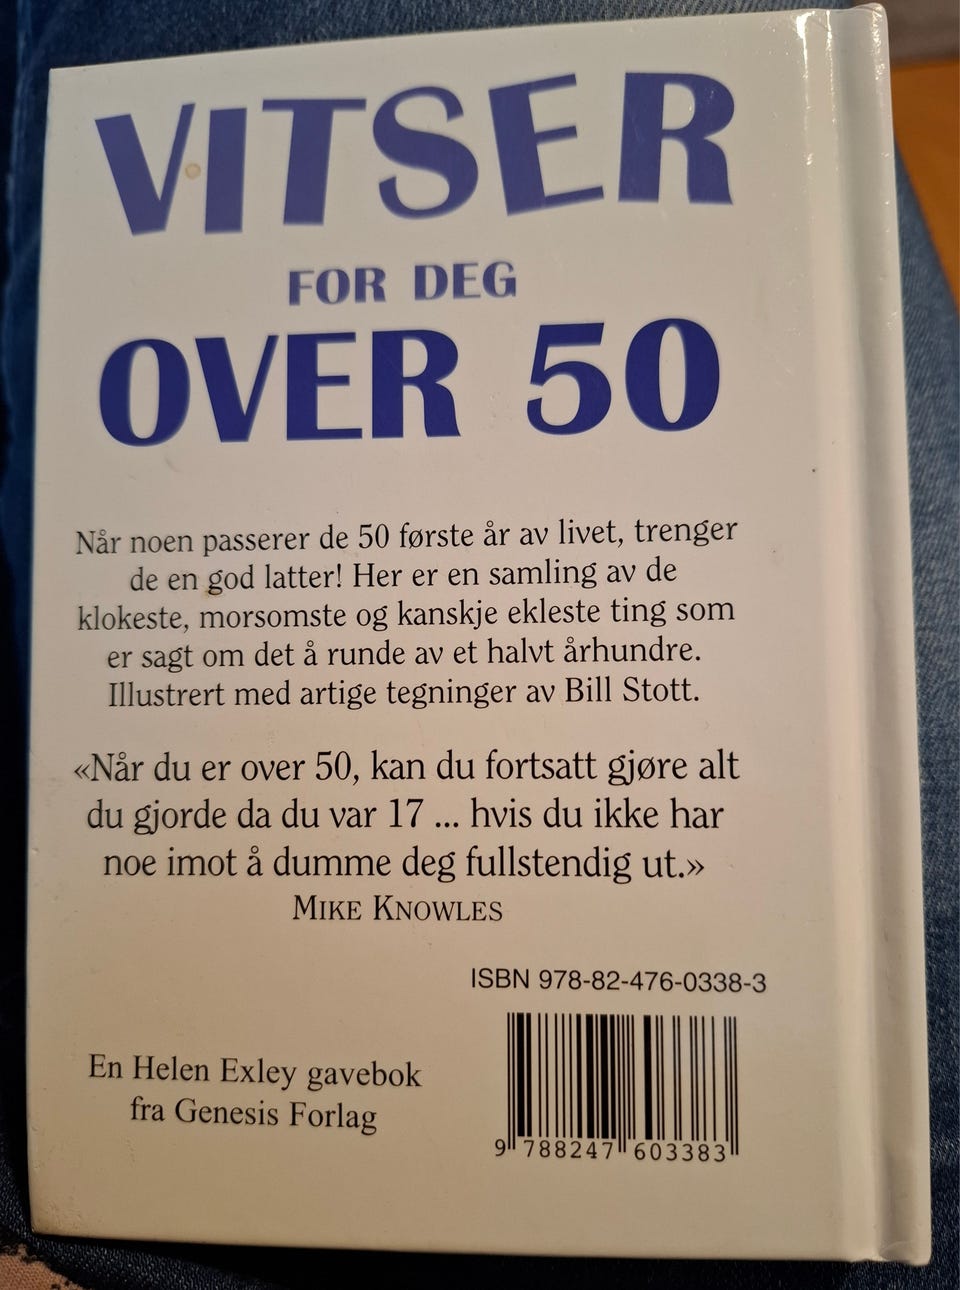 VITSER
FOR DEG
OVER 50
Når noen passerer de 50 første år av livet, trenger
de en god latter! Her er en samling av de
klokeste, morsomste og kanskje ekleste ting som
er sagt om det å runde av et halvt århundre.
Illustrert med artige tegninger av Bill Stott.
«Når du er over 50, kan du fortsatt gjøre alt
du gjorde da du var 17 ... hvis du ikke har
noe imot å dumme deg fullstendig ut.»
MIKE KNOWLES
ISBN 978-82-476-0338-3
En Helen Exley gavebok
fra Genesis Forlag
9 788247 603383